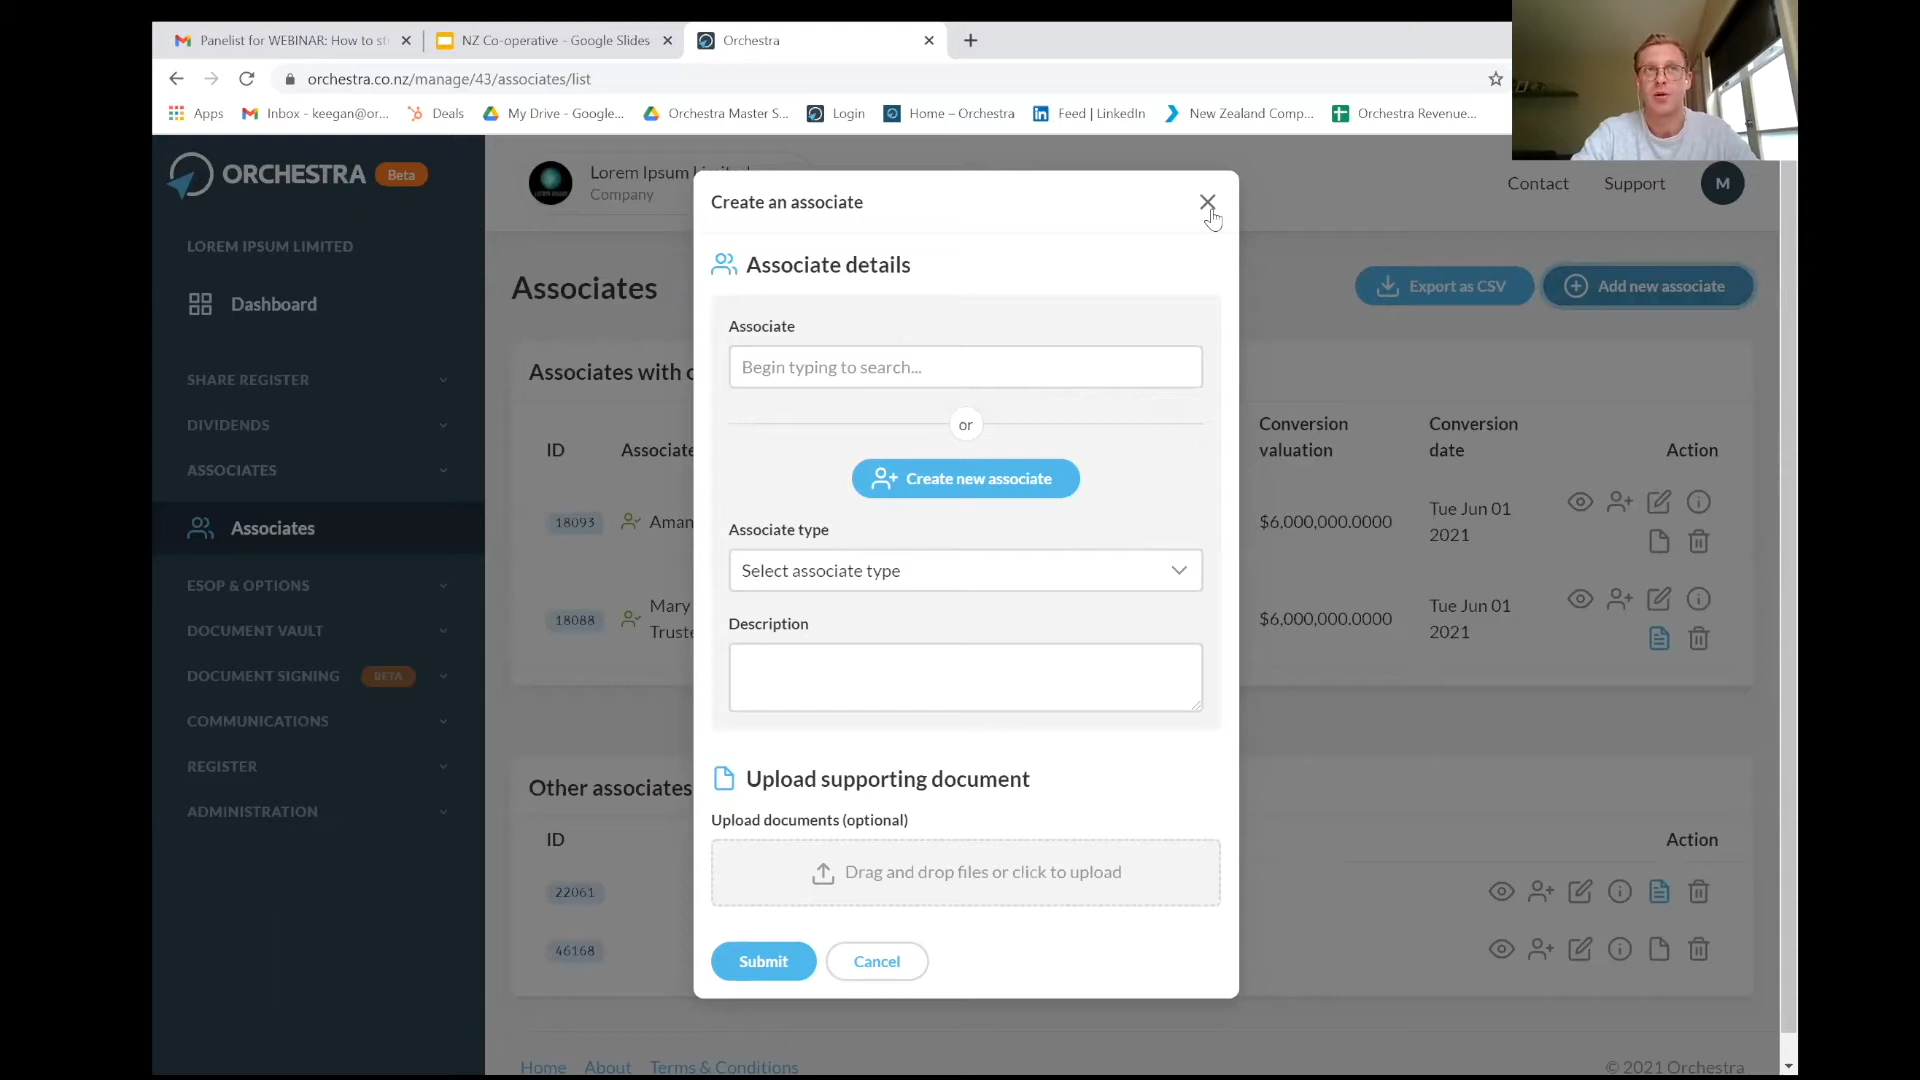 Panelist for WEBINAR: How to st
NZ Co-operative - Google Slides
Orchestra
orchestra.co.nz/manage/43/associates/list
Apps
Inbox - keegan@or...
Deals
My Drive - Google...
Orchestra Master S...
Login
Home – Orchestra
Feed | LinkedIn
New Zealand Comp...
Orchestra Revenue...
ORCHESTRA Beta
Lorem Ipsum Limited
Company
Contact
Support
M
LOREM IPSUM LIMITED
Dashboard
SHARE REGISTER
DIVIDENDS
ASSOCIATES
Associates
ESOP & OPTIONS
DOCUMENT VAULT
DOCUMENT SIGNING BETA
COMMUNICATIONS
REGISTER
ADMINISTRATION
Associates
Export as CSV
Add new associate
Associates with
ID
Associate
Conversion valuation
Conversion date
Action
18093
Aman
$6,000,000.0000
Tue Jun 01 2021
18088
Mary
Truste
$6,000,000.0000
Tue Jun 01 2021
Other associates
ID
Action
22061
46168
Create an associate
Associate details
Associate
Begin typing to search...
or
Create new associate
Associate type
Select associate type
Description
Upload supporting document
Upload documents (optional)
Drag and drop files or click to upload
Submit
Cancel
Home
About
Terms & Conditions
© 2021 Orchestra